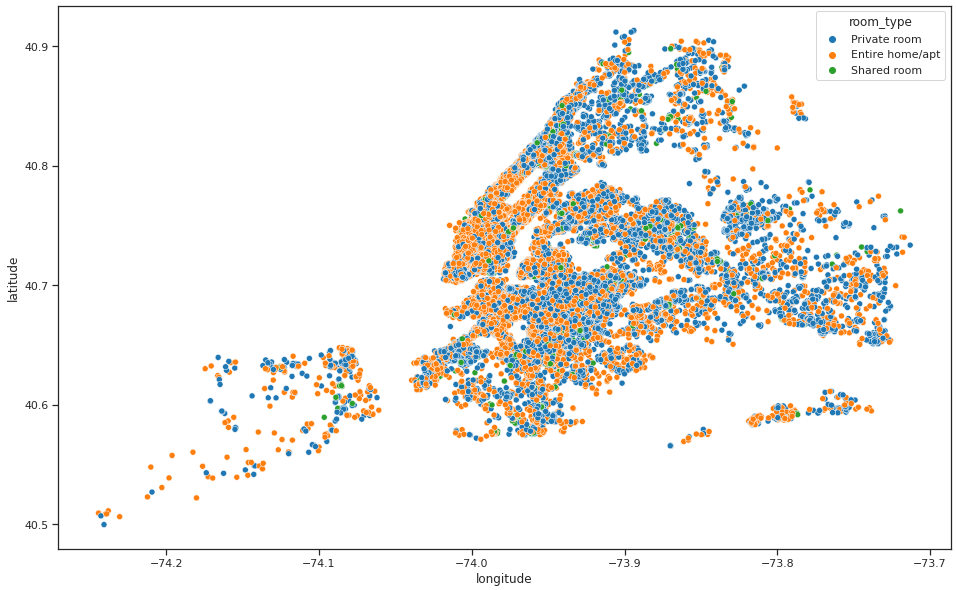 room_type
Private room
Entire home/apt
Shared room
40.9
40.8
40.7
40.6
40.5
latitude
−74.2
−74.1
−74.0
−73.9
−73.8
−73.7
longitude